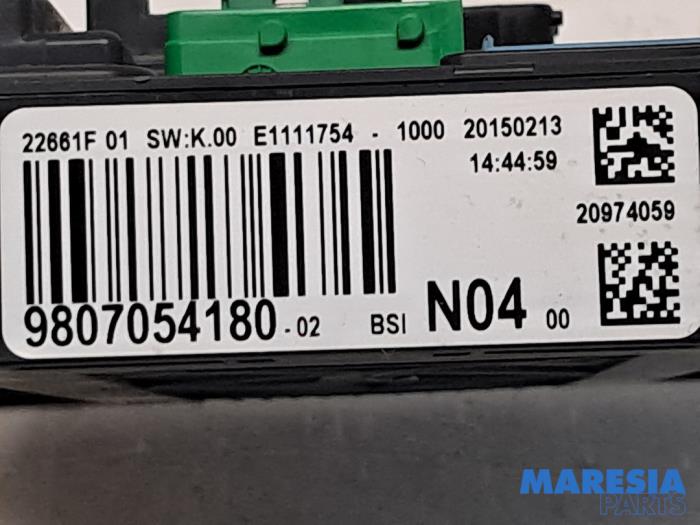 22661F 01 SW:K.00 E1111754 - 1000 20150213
14:44:59
20974059
9807054180-02 BSI N04 00
MARESIA
PARTS